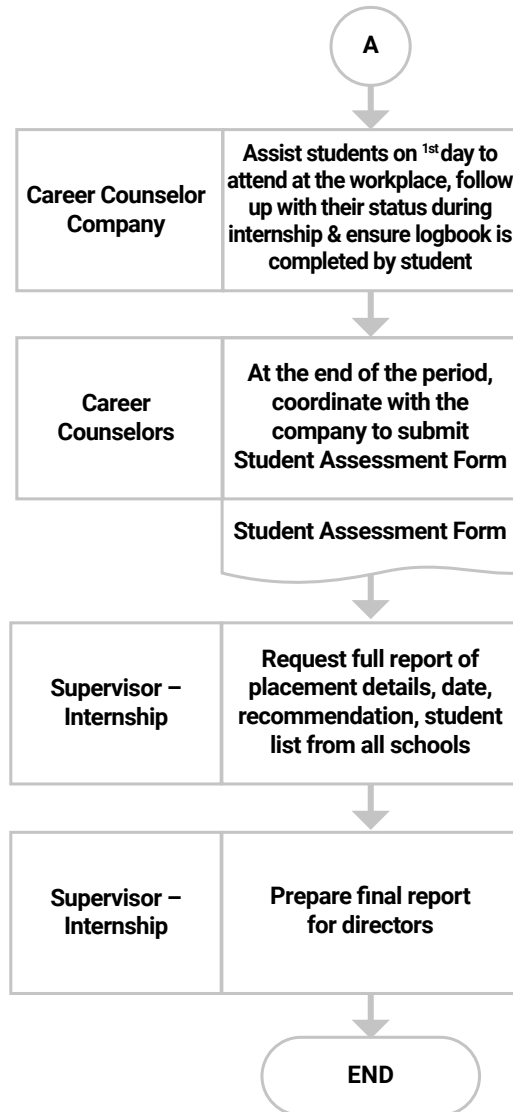 A
Career Counselor
Company
Assist students on 1st day to
attend at the workplace, follow
up with their status during
internship & ensure logbook is
completed by student
Career
Counselors
At the end of the period,
coordinate with the
company to submit
Student Assessment Form
Student Assessment Form
Supervisor –
Internship
Request full report of
placement details, date,
recommendation, student
list from all schools
Supervisor –
Internship
Prepare final report
for directors
END